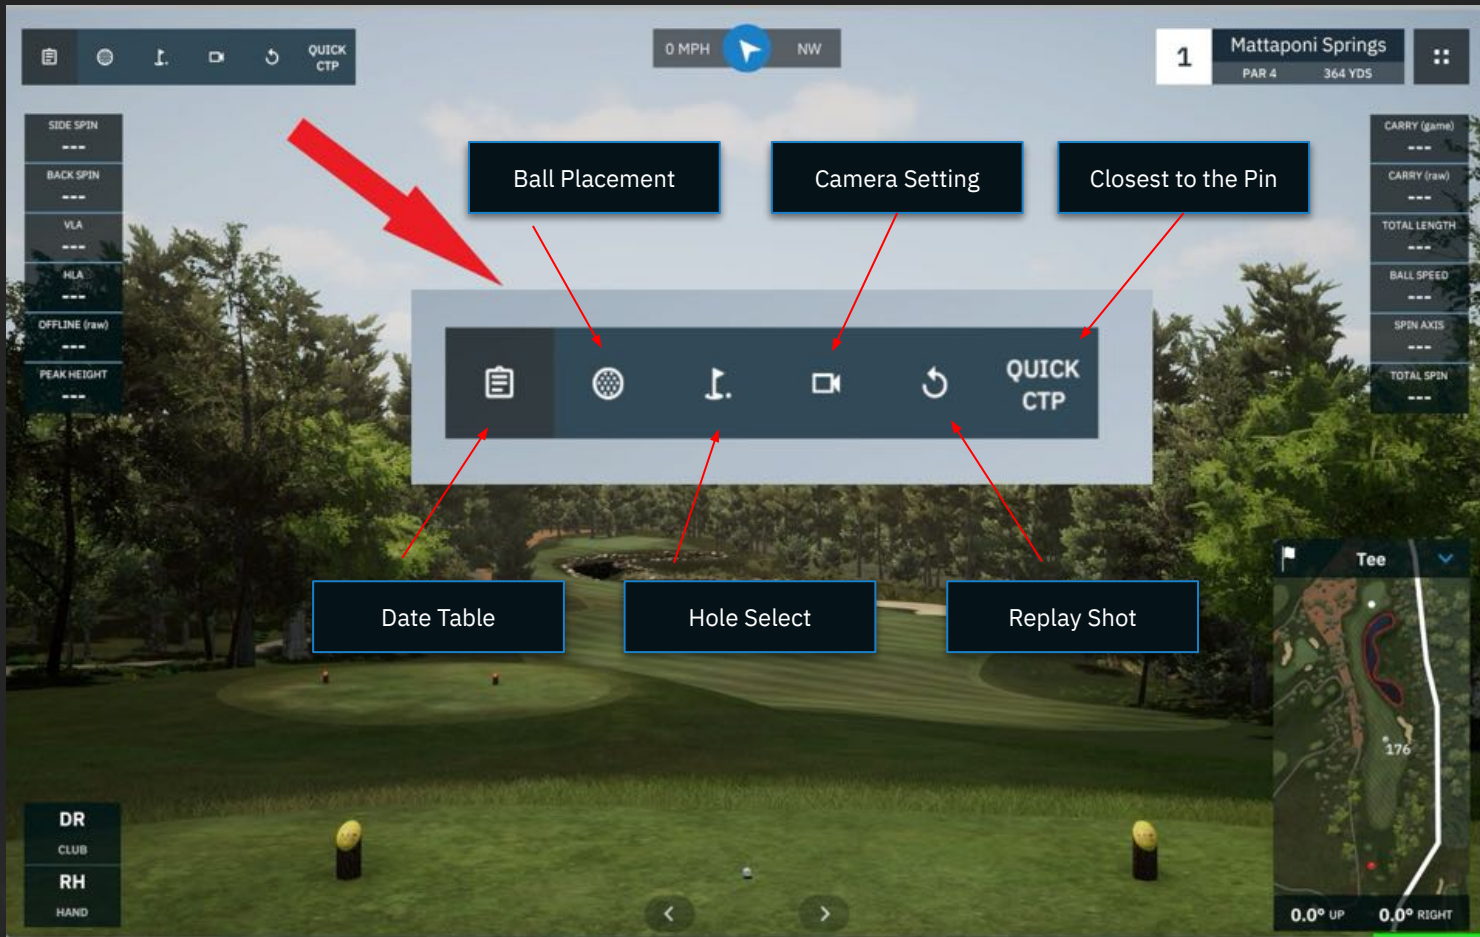 QUICK
CTP
0 MPH
NW
1
Mattaponi Springs
PAR 4 364 YDS
SIDE SPIN
---
BACK SPIN
---
VLA
---
HLA
---
OFFLINE (raw)
---
PEAK HEIGHT
---
CARRY (game)
---
CARRY (raw)
---
TOTAL LENGTH
---
BALL SPEED
---
SPIN AXIS
---
TOTAL SPIN
---
Ball Placement
Camera Setting
Closest to the Pin
QUICK
CTP
Date Table
Hole Select
Replay Shot
Tee
176
0.0° UP 0.0° RIGHT
DR
CLUB
RH
HAND